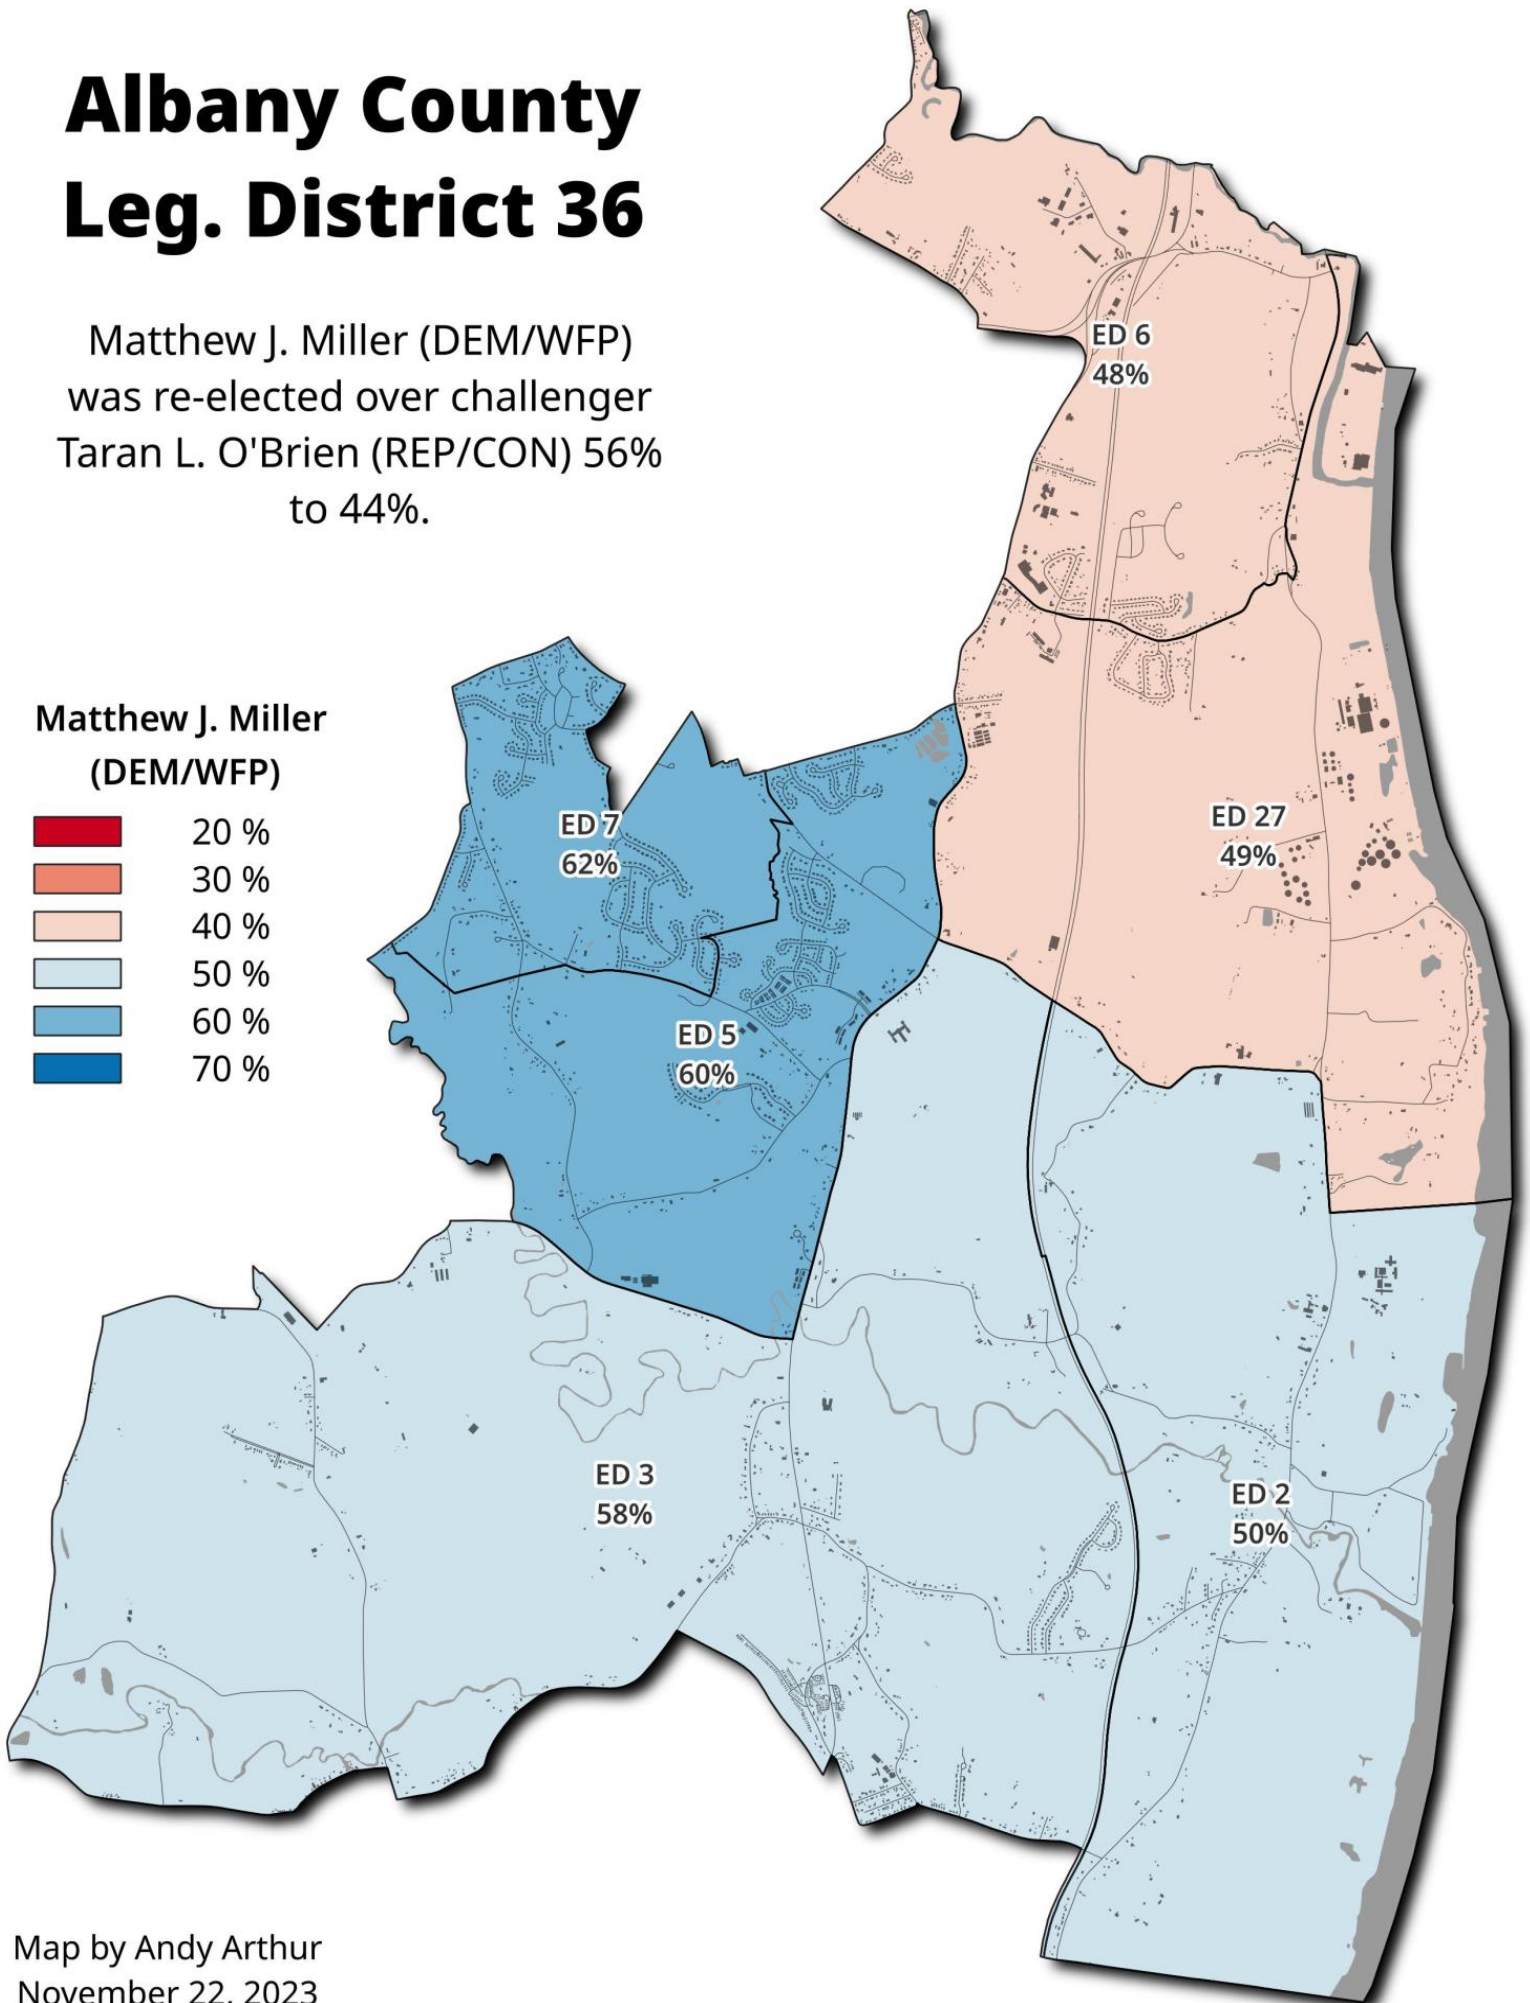 Albany County
Leg. District 36
Matthew J. Miller (DEM/WFP)
was re-elected over challenger
Taran L. O'Brien (REP/CON) 56%
to 44%.
ED 6
48%
Matthew J. Miller
(DEM/WFP)
20 %
30 %
40 %
50 %
60 %
70 %
ED 7
62%
ED 27
49%
ED 5
60%
ED 3
58%
ED 2
50%
Map by Andy Arthur
November 22, 2023